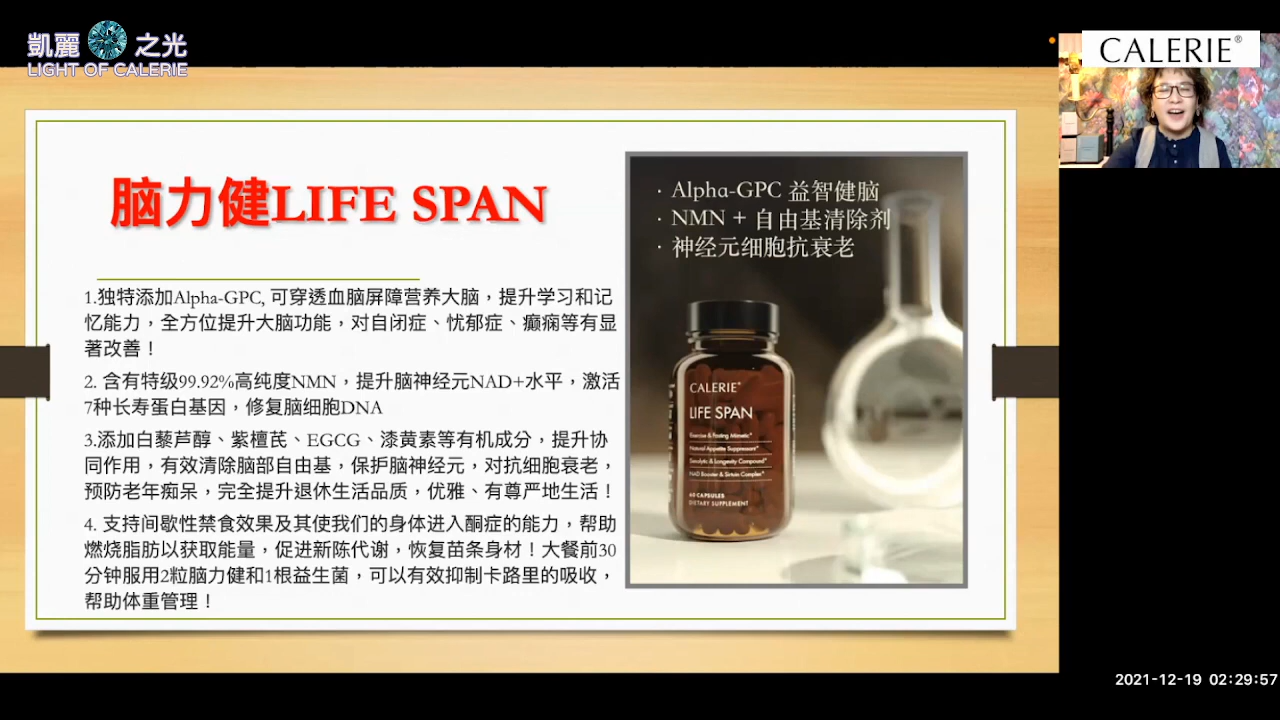 凱麗 之光
LIGHT OF CALERIE
CALERIE®
脑力健LIFE SPAN
1.独特添加Alpha-GPC, 可穿透血脑屏障营养大脑，提升学习和记
忆能力，全方位提升大脑功能，对自闭症、忧郁症、癫痫等有显
著改善！
2. 含有特级99.92%高纯度NMN，提升脑神经元NAD+水平，激活
7种长寿蛋白基因，修复脑细胞DNA
3.添加白藜芦醇、紫檀芪、EGCG、漆黄素等有机成分，提升协
同作用，有效清除脑部自由基，保护脑神经元，对抗细胞衰老，
预防老年痴呆，完全提升退休生活品质，优雅、有尊严地生活！
4. 支持间歇性禁食效果及其使我们的身体进入酮症的能力，帮助
燃烧脂肪以获取能量，促进新陈代谢，恢复苗条身材！大餐前30
分钟服用2粒脑力健和1根益生菌，可以有效抑制卡路里的吸收，
帮助体重管理！
· Alpha-GPC 益智健脑
· NMN + 自由基清除剂
· 神经元细胞抗衰老
CALERIE®
LIFE SPAN
Exercise & Fasting Mimetic*
Natural Appetite Suppressant*
Senolytic & Longevity Compound*
NAD Booster & Sirtuin Complex*
60 CAPSULES
DIETARY SUPPLEMENT
2021-12-19 02:29:57